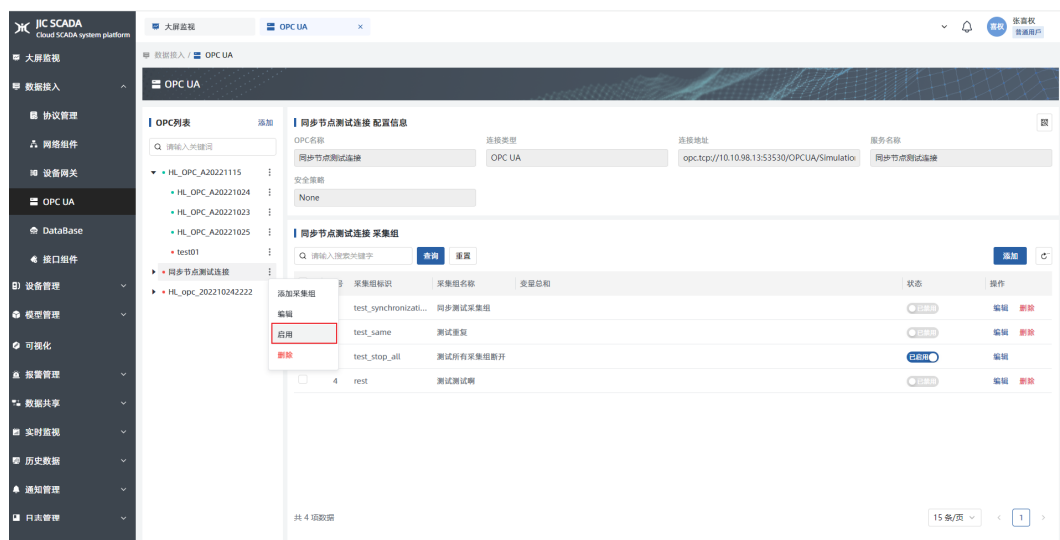 JIC SCADA
Cloud SCADA system platform
大屏监视
OPC UA
×
喜权
张喜权
普通用户
大屏监视
数据接入
协议管理
网络组件
设备网关
OPC UA
DataBase
接口组件
设备管理
模型管理
可视化
报警管理
数据共享
实时监视
历史数据
通知管理
日志管理
数据接入 / OPC UA
OPC UA
OPC列表
添加
请输入关键词
HL_OPC_A20221115
HL_OPC_A20221024
HL_OPC_A20221023
HL_OPC_A20221025
test01
同步节点测试连接
HL_opc_202210242222
添加采集组
编辑
启用
删除
同步节点测试连接 配置信息
OPC名称 连接类型 连接地址 服务名称
同步节点测试连接 OPC UA opc.tcp://10.10.98.13:53530/OPCUA/Simulatio 同步节点测试连接
安全策略
None
同步节点测试连接 采集组
请输入搜索关键字 查询 重置 添加
采集组标识 采集组名称 变量总和 状态 操作
test_synchronizati... 同步测试采集组 已禁用 编辑 删除
test_same 测试重复 已禁用 编辑 删除
test_stop_all 测试所有采集组断开 已启用 编辑
4 rest 测试测试啊 已禁用 编辑 删除
共 4 项数据 15 条/页 < 1 >